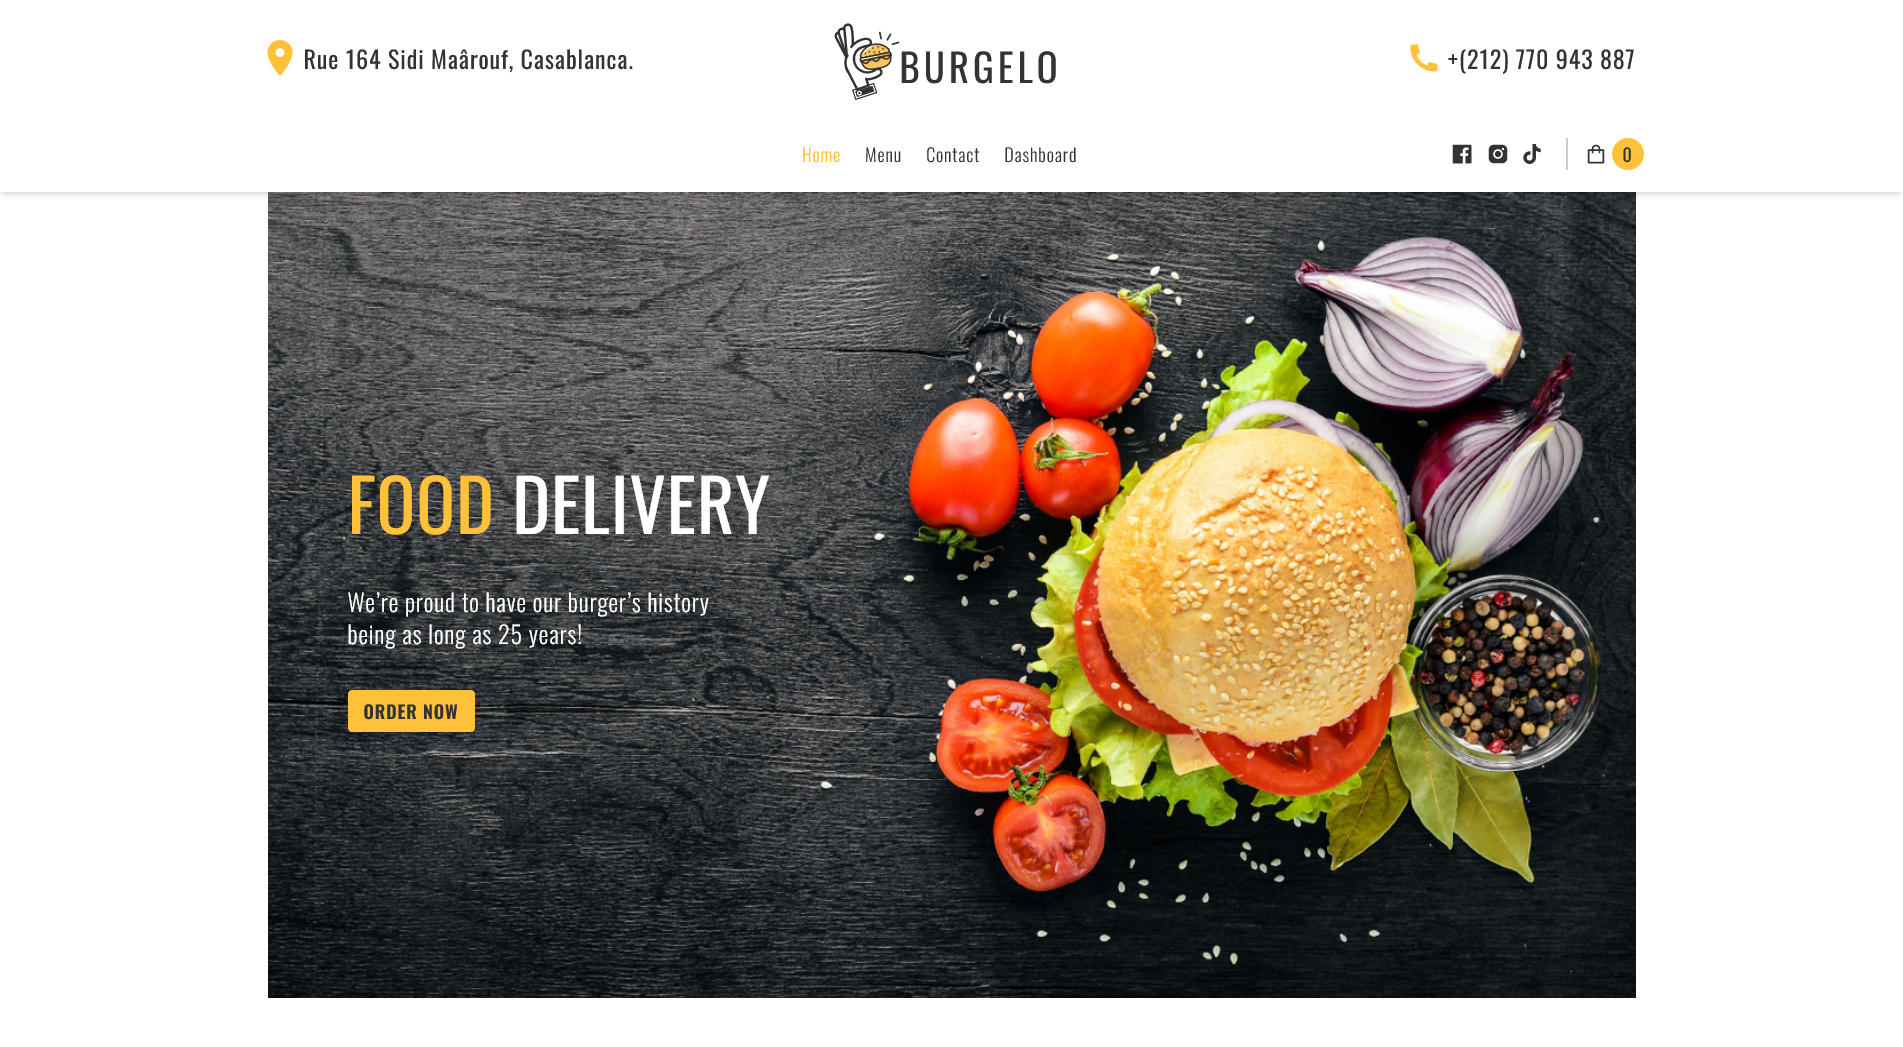 Rue 164 Sidi Maârouf, Casablanca.
BURGELO
+(212) 770 943 887
Home Menu Contact Dashboard
0
FOOD DELIVERY
We’re proud to have our burger’s history
being as long as 25 years!
ORDER NOW